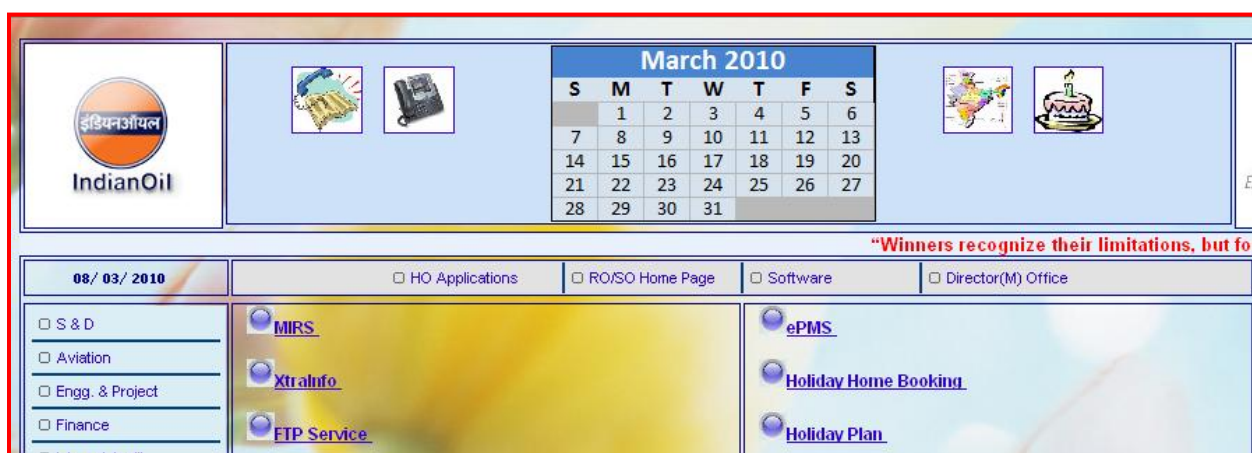 इंडियनऑयल
IndianOil
March 2010
S M T W T F S
1 2 3 4 5 6
7 8 9 10 11 12 13
14 15 16 17 18 19 20
21 22 23 24 25 26 27
28 29 30 31
“Winners recognize their limitations, but fo
08/ 03/ 2010
HO Applications
RO/SO Home Page
Software
Director(M) Office
S & D
Aviation
Engg. & Project
Finance
MIRS
XtraInfo
FTP Service
ePMS
Holiday Home Booking
Holiday Plan